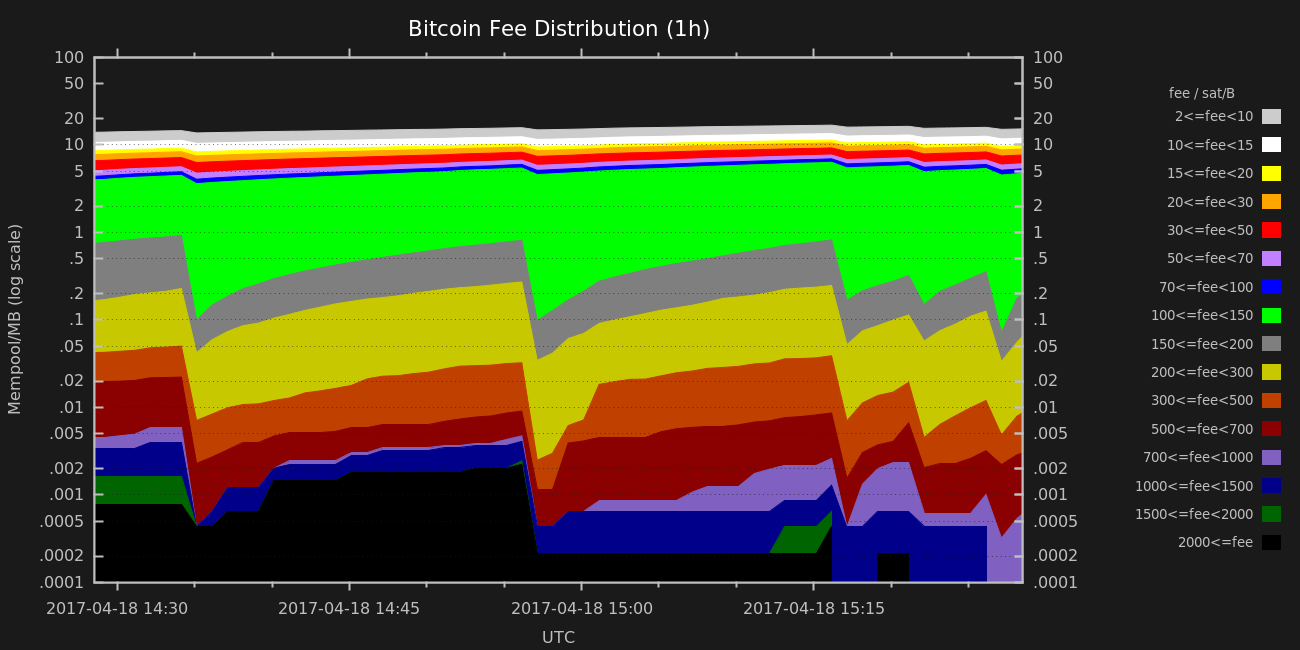 Bitcoin Fee Distribution (1h)
100 100
50 50
20 20
10 10
5 5
2 2
1 1
.5 .5
.2 .2
.1 .1
.05 .05
.02 .02
.01 .01
.005 .005
.002 .002
.001 .001
.0005 .0005
.0002 .0002
.0001 .0001
Mempool/MB (log scale)
2017-04-18 14:30 2017-04-18 14:45 2017-04-18 15:00 2017-04-18 15:15
UTC
fee / sat/B
2<=fee<10
10<=fee<15
15<=fee<20
20<=fee<30
30<=fee<50
50<=fee<70
70<=fee<100
100<=fee<150
150<=fee<200
200<=fee<300
300<=fee<500
500<=fee<700
700<=fee<1000
1000<=fee<1500
1500<=fee<2000
2000<=fee